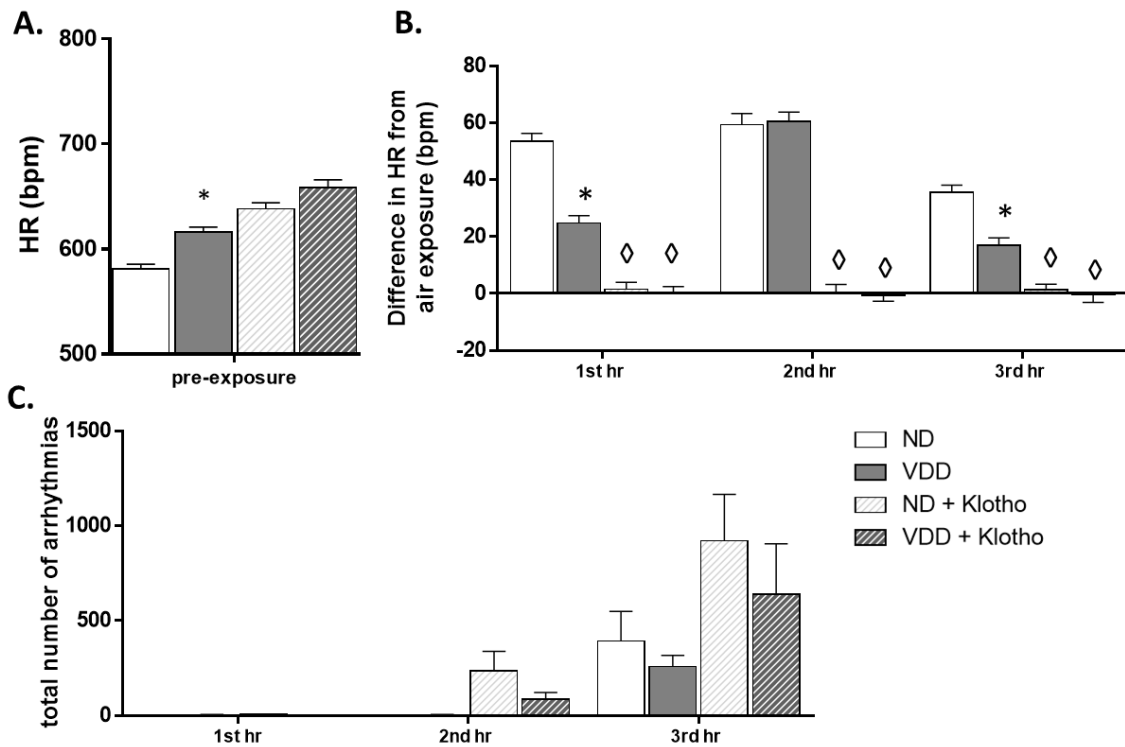 A.
800
700
600
500
HR (bpm)
*
pre-exposure
B.
80
60
40
20
0
-20
Difference in HR from
air exposure (bpm)
*
◊ ◊
◊ ◊
*
◊ ◊
1st hr 2nd hr 3rd hr
C.
1500
1000
500
0
total number of arrhythmias
1st hr 2nd hr 3rd hr
ND
VDD
ND + Klotho
VDD + Klotho